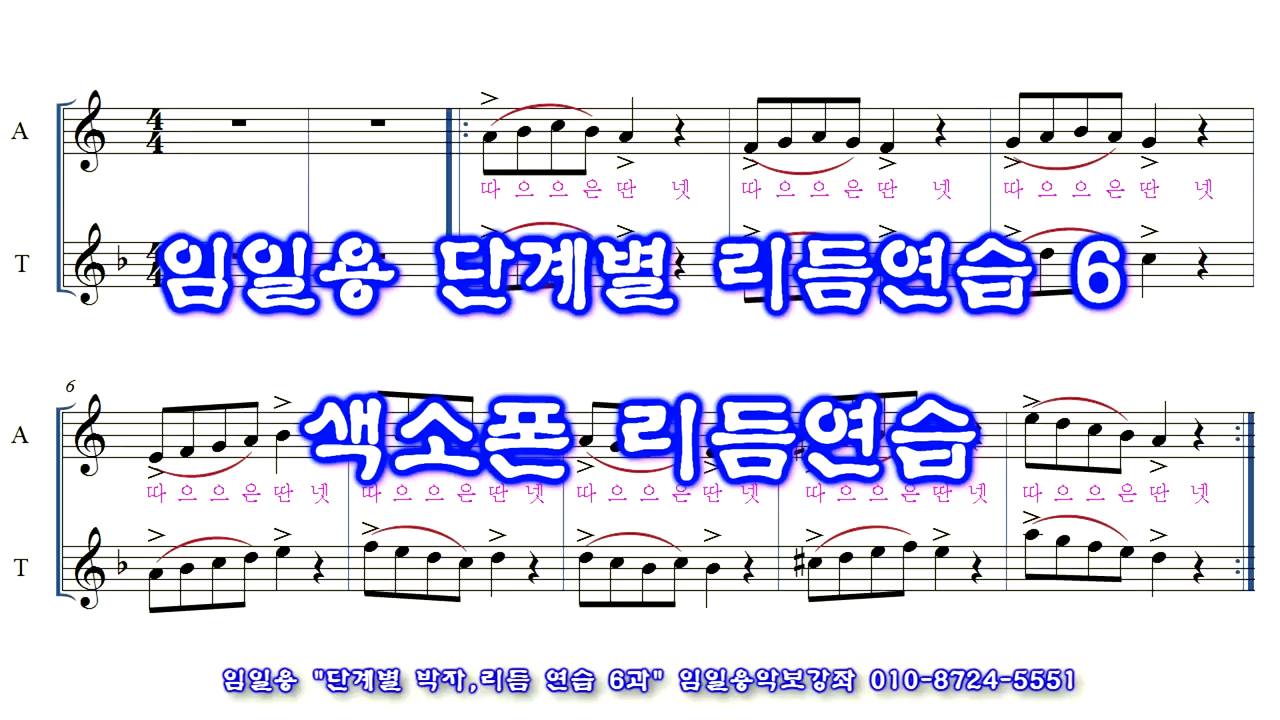 A
따 으 으 은 딴 넷 따 으 으 은 딴 넷 따 으 으 은 딴 넷
T
임일용 단계별 리듬연습 6
6
A
색소폰 리듬연습
따 으 으 은 딴 넷 따 으 으 은 딴 넷 따 으 으 은 딴 넷 따 으 으 은 딴 넷 따 으 으 은 딴 넷
T
임일용 "단계별 박자,리듬 연습 6과" 임일용악보강좌 010-8724-5551